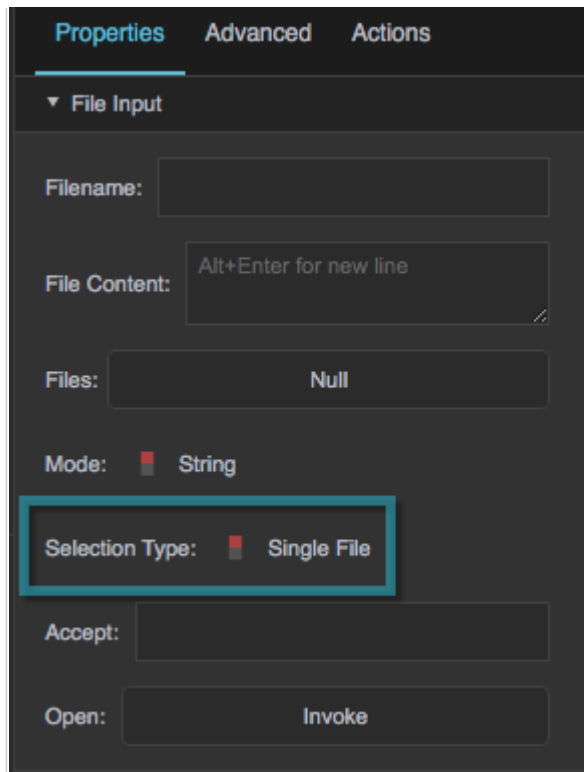 Properties Advanced Actions
File Input
Filename:
File Content: Alt+Enter for new line
Files: Null
Mode: String
Selection Type: Single File
Accept:
Open: Invoke